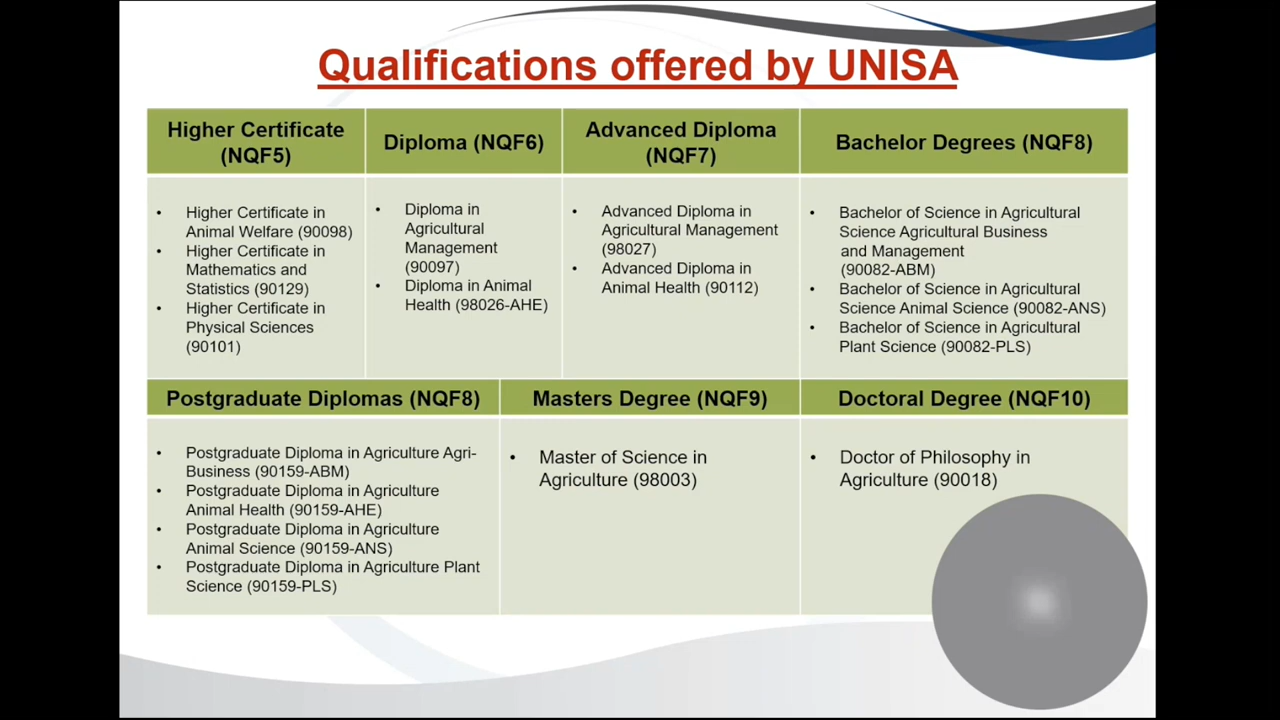 Qualifications offered by UNISA
Higher Certificate
(NQF5)
Diploma (NQF6)
Advanced Diploma
(NQF7)
Bachelor Degrees (NQF8)
• Higher Certificate in
Animal Welfare (90098)
• Higher Certificate in
Mathematics and
Statistics (90129)
• Higher Certificate in
Physical Sciences
(90101)
• Diploma in
Agricultural
Management
(90097)
• Diploma in Animal
Health (98026-AHE)
• Advanced Diploma in
Agricultural Management
(98027)
• Advanced Diploma in
Animal Health (90112)
• Bachelor of Science in Agricultural
Science Agricultural Business
and Management
(90082-ABM)
• Bachelor of Science in Agricultural
Science Animal Science (90082-ANS)
• Bachelor of Science in Agricultural
Plant Science (90082-PLS)
Postgraduate Diplomas (NQF8)
Masters Degree (NQF9)
Doctoral Degree (NQF10)
• Postgraduate Diploma in Agriculture Agri-
Business (90159-ABM)
• Postgraduate Diploma in Agriculture
Animal Health (90159-AHE)
• Postgraduate Diploma in Agriculture
Animal Science (90159-ANS)
• Postgraduate Diploma in Agriculture Plant
Science (90159-PLS)
• Master of Science in
Agriculture (98003)
• Doctor of Philosophy in
Agriculture (90018)